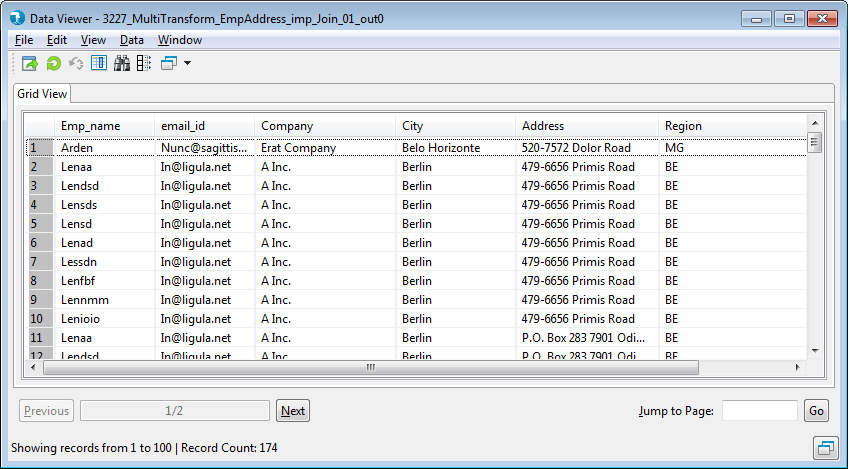 Data Viewer - 3227_MultiTransform_EmpAddress_imp_Join_01_out0
File Edit View Data Window
Grid View
Emp_name email_id Company City Address Region
1 Arden Nunc@sagittis... Erat Company Belo Horizonte 520-7572 Dolor Road MG
2 Lenaa In@ligula.net A Inc. Berlin 479-6656 Primis Road BE
3 Lendsd In@ligula.net A Inc. Berlin 479-6656 Primis Road BE
4 Lensds In@ligula.net A Inc. Berlin 479-6656 Primis Road BE
5 Lensd In@ligula.net A Inc. Berlin 479-6656 Primis Road BE
6 Lenad In@ligula.net A Inc. Berlin 479-6656 Primis Road BE
7 Lessdn In@ligula.net A Inc. Berlin 479-6656 Primis Road BE
8 Lenfbf In@ligula.net A Inc. Berlin 479-6656 Primis Road BE
9 Lennmm In@ligula.net A Inc. Berlin 479-6656 Primis Road BE
10 Lenioio In@ligula.net A Inc. Berlin 479-6656 Primis Road BE
11 Lenaa In@ligula.net A Inc. Berlin P.O. Box 283 7901 Odi... BE
12 Lendsd In@ligula.net A Inc. Berlin P.O. Box 283 7901 Odi... BE
Previous 1/2 Next Jump to Page: Go
Showing records from 1 to 100 | Record Count: 174